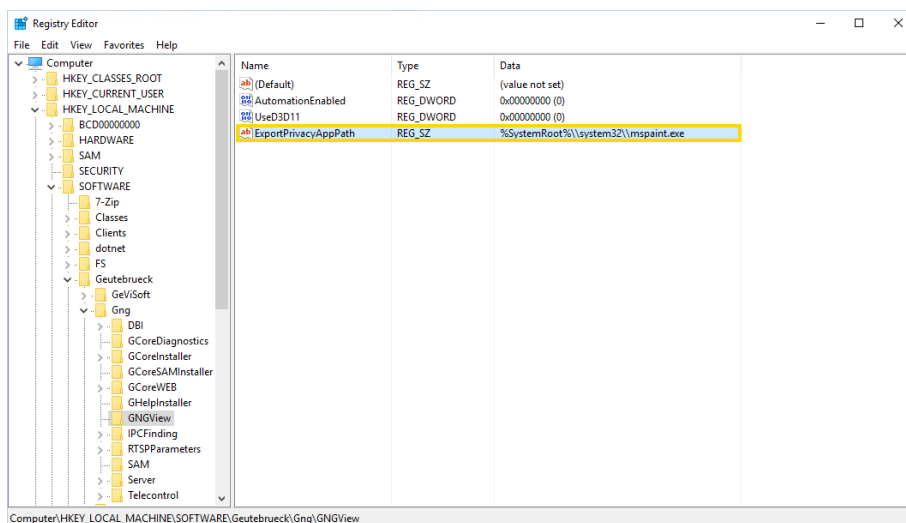 Registry Editor
File Edit View Favorites Help
Computer
HKEY_CLASSES_ROOT
HKEY_CURRENT_USER
HKEY_LOCAL_MACHINE
BCD00000000
HARDWARE
SAM
SECURITY
SOFTWARE
7-Zip
Classes
Clients
dotnet
FS
Geutebrueck
GeViSoft
Gng
DBI
GCoreDiagnostics
GCoreInstaller
GCoreSAMInstaller
GCoreWEB
GHelpInstaller
GNGView
IPCFinding
RTSPParameters
SAM
Server
Telecontrol
Name Type Data
ab (Default) REG_SZ (value not set)
AutomationEnabled REG_DWORD 0x00000000 (0)
UseD3D11 REG_DWORD 0x00000000 (0)
ab ExportPrivacyAppPath REG_SZ %SystemRoot%\\system32\\mspaint.exe
Computer\HKEY_LOCAL_MACHINE\SOFTWARE\Geutebrueck\Gng\GNGView